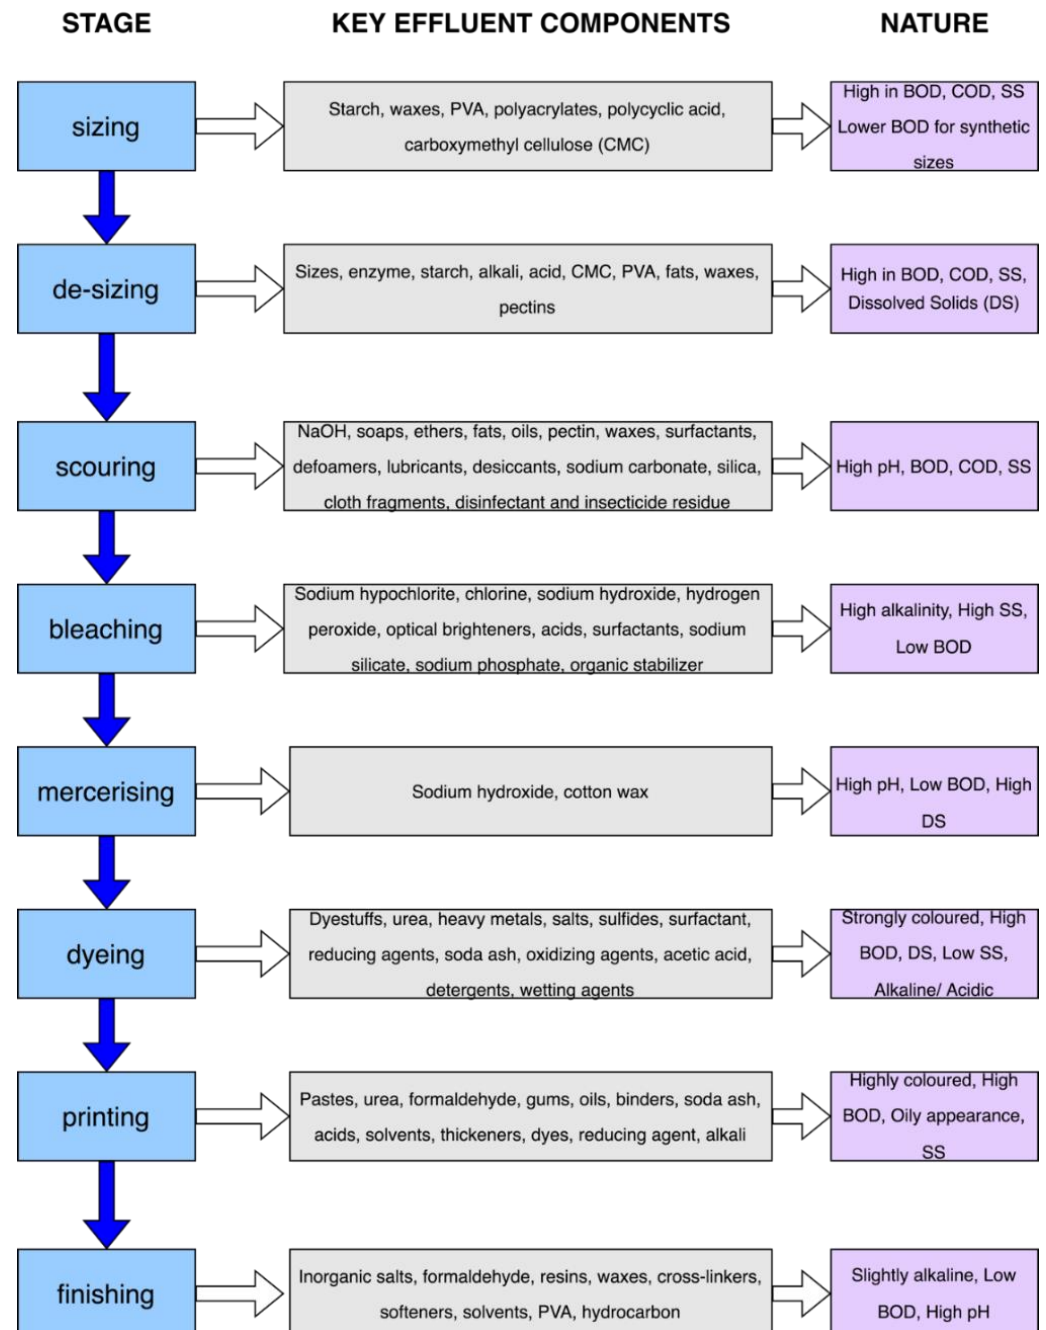 STAGE
KEY EFFLUENT COMPONENTS
NATURE
sizing
Starch, waxes, PVA, polyacrylates, polycyclic acid,
carboxymethyl cellulose (CMC)
High in BOD, COD, SS
Lower BOD for synthetic
sizes
de-sizing
Sizes, enzyme, starch, alkali, acid, CMC, PVA, fats, waxes,
pectins
High in BOD, COD, SS,
Dissolved Solids (DS)
scouring
NaOH, soaps, ethers, fats, oils, pectin, waxes, surfactants,
defoamers, lubricants, desiccants, sodium carbonate, silica,
cloth fragments, disinfectant and insecticide residue
High pH, BOD, COD, SS
bleaching
Sodium hypochlorite, chlorine, sodium hydroxide, hydrogen
peroxide, optical brighteners, acids, surfactants, sodium
silicate, sodium phosphate, organic stabilizer
High alkalinity, High SS,
Low BOD
mercerising
Sodium hydroxide, cotton wax
High pH, Low BOD, High
DS
dyeing
Dyestuffs, urea, heavy metals, salts, sulfides, surfactant,
reducing agents, soda ash, oxidizing agents, acetic acid,
detergents, wetting agents
Strongly coloured, High
BOD, DS, Low SS,
Alkaline/ Acidic
printing
Pastes, urea, formaldehyde, gums, oils, binders, soda ash,
acids, solvents, thickeners, dyes, reducing agent, alkali
Highly coloured, High
BOD, Oily appearance,
SS
finishing
Inorganic salts, formaldehyde, resins, waxes, cross-linkers,
softeners, solvents, PVA, hydrocarbon
Slightly alkaline, Low
BOD, High pH